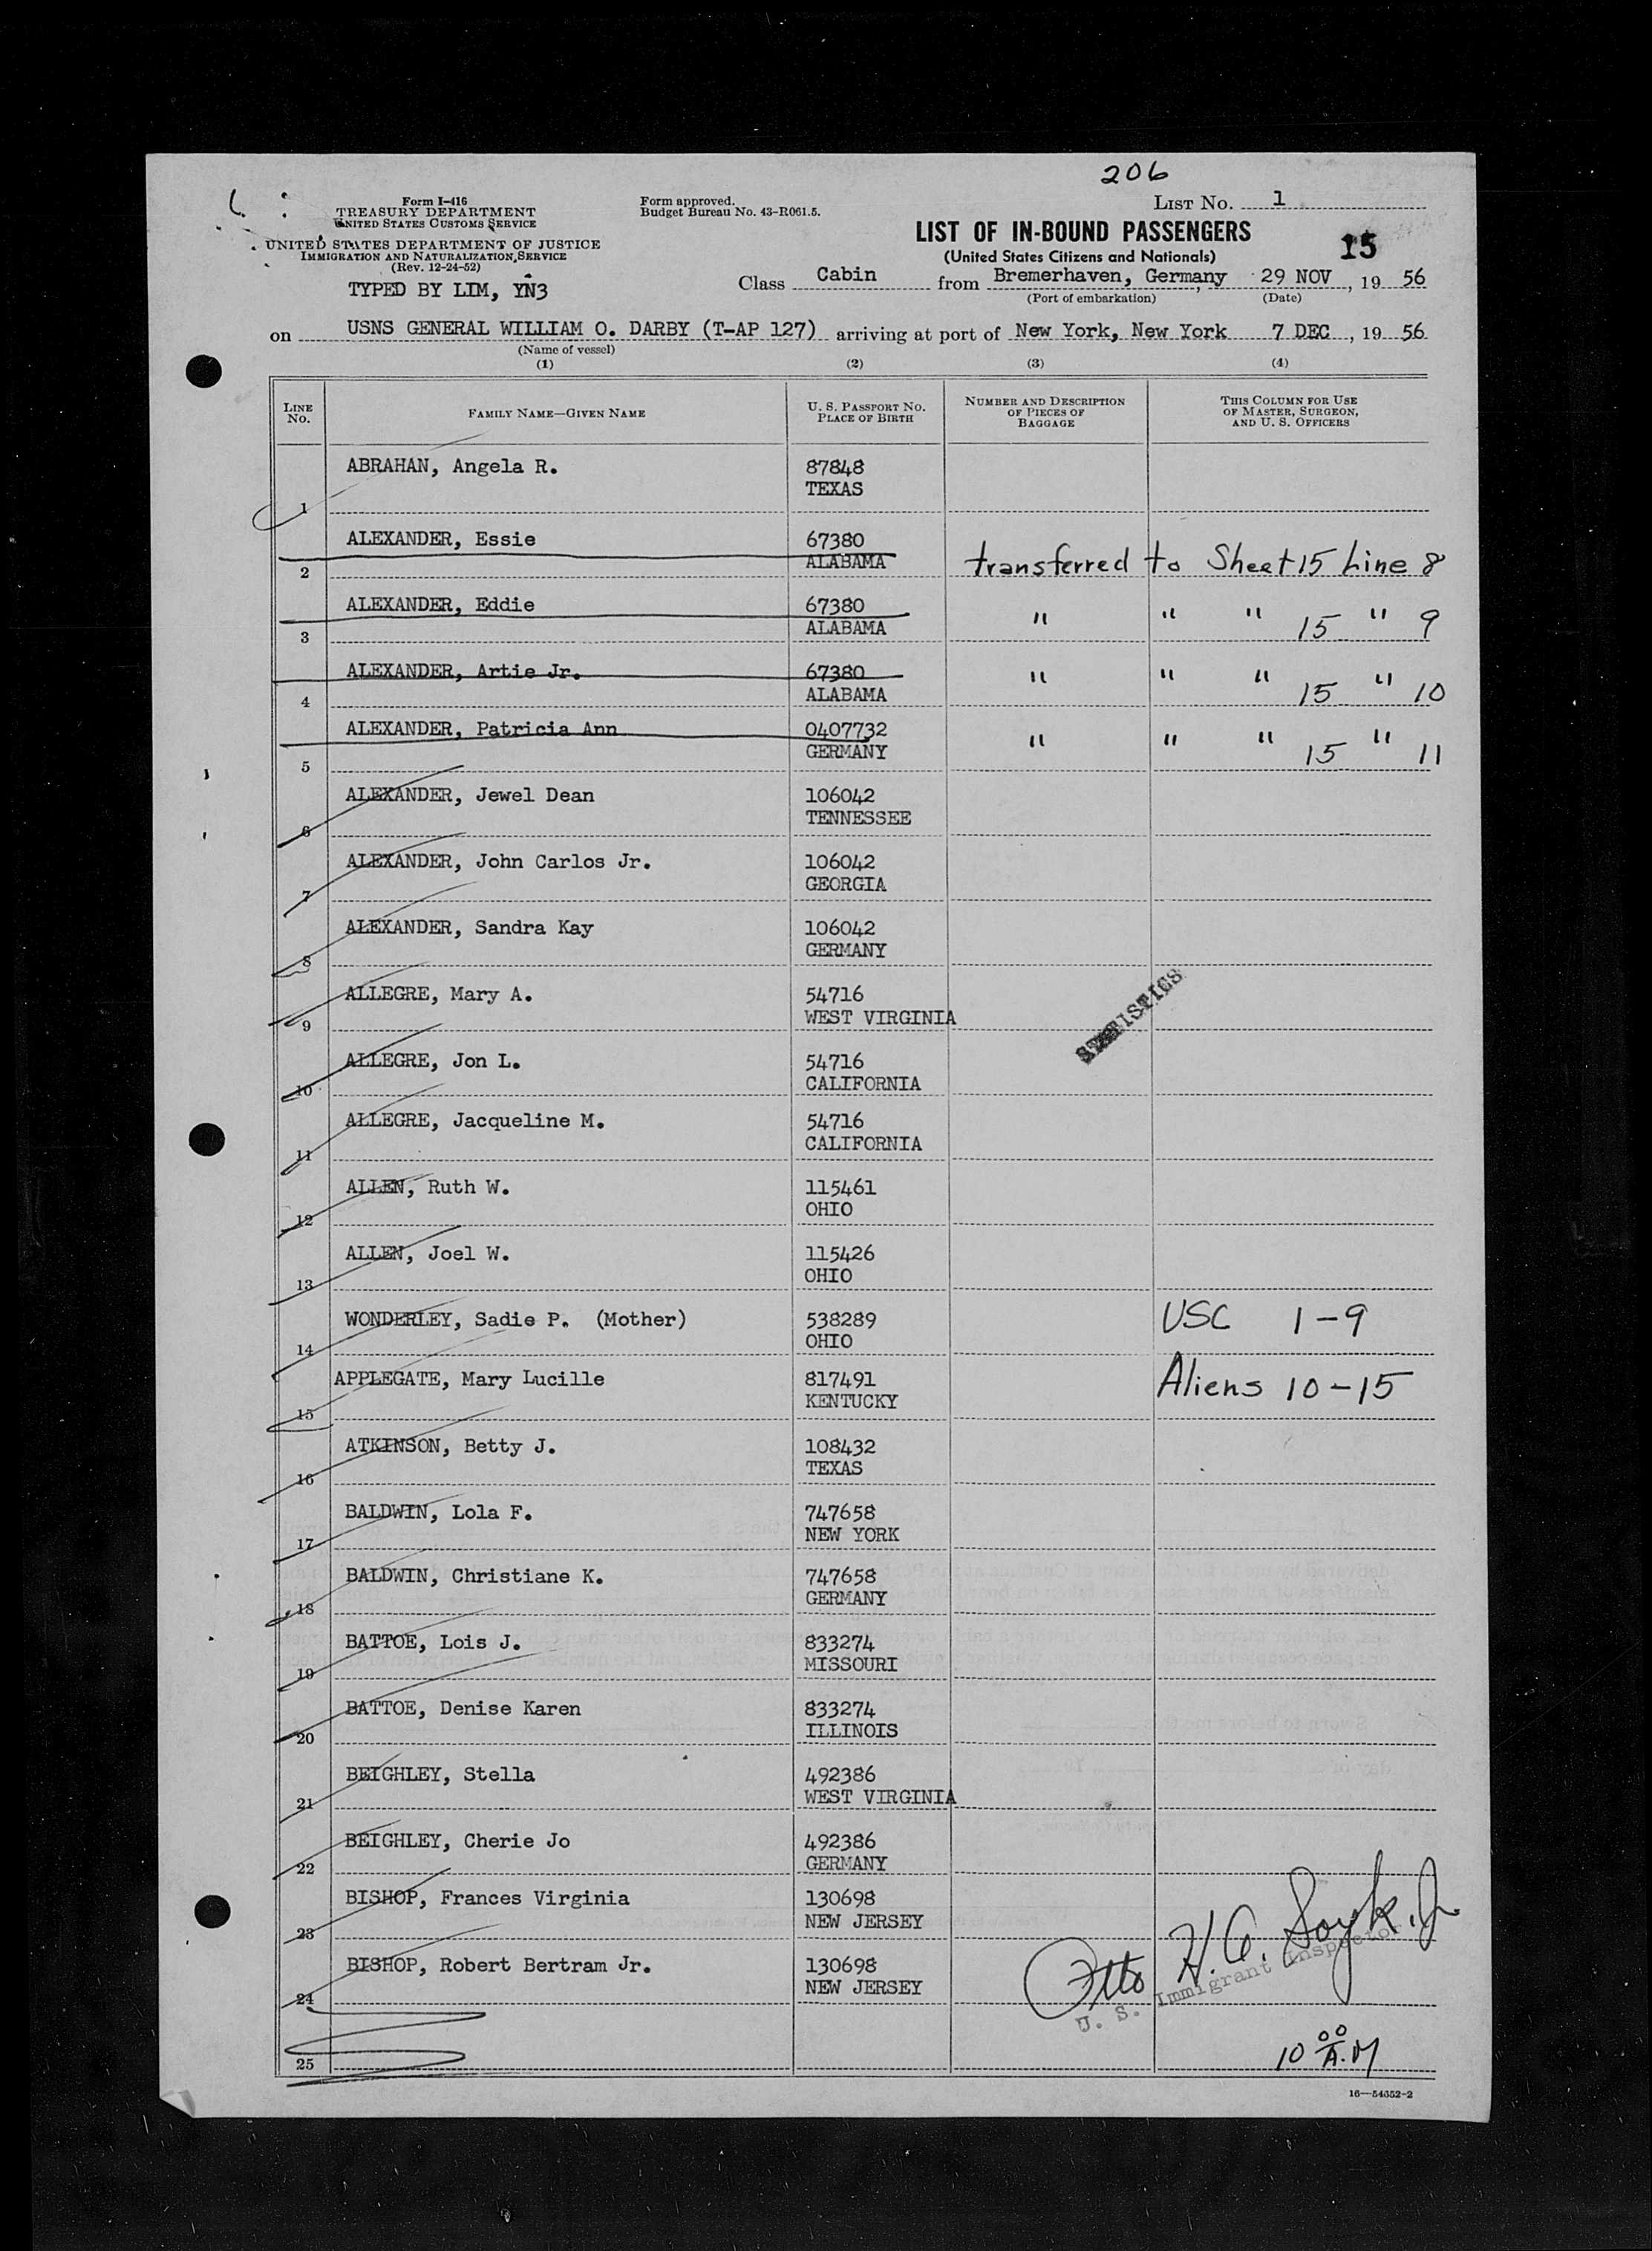 206
Form I-416
TREASURY DEPARTMENT
UNITED STATES CUSTOMS SERVICE
UNITED STATES DEPARTMENT OF JUSTICE
IMMIGRATION AND NATURALIZATION SERVICE
(Rev. 12-24-52)
TYPED BY LIM, YN3
Form approved.
Budget Bureau No. 43-R061.5.
LIST NO. 1
LIST OF IN-BOUND PASSENGERS
15
(United States Citizens and Nationals)
Class Cabin from Bremerhaven, Germany, 29 NOV, 19 56
(Port of embarkation) (Date)
on USNS GENERAL WILLIAM O. DARBY (T-AP 127) arriving at port of New York, New York 7 DEC, 19 56
(Name of vessel)
(1) (2) (3) (4)
LINE NO. FAMILY NAME—GIVEN NAME U. S. PASSPORT NO. PLACE OF BIRTH NUMBER AND DESCRIPTION OF PIECES OF BAGGAGE THIS COLUMN FOR USE OF MASTER, SURGEON, AND U. S. OFFICERS
ABRAHAN, Angela R. 87848
TEXAS
1
ALEXANDER, Essie 67380
ALABAMA transferred to Sheet 15 Line 8
2
ALEXANDER, Eddie 67380
ALABAMA " " " 15 " 9
3
ALEXANDER, Artie Jr. 67380
ALABAMA " " " 15 " 10
4
ALEXANDER, Patricia Ann 0407732
GERMANY " " " 15 " 11
5
ALEXANDER, Jewel Dean 106042
TENNESSEE
6
ALEXANDER, John Carlos Jr. 106042
GEORGIA
7
ALEXANDER, Sandra Kay 106042
GERMANY
8
STATISTICS
ALLEGRE, Mary A. 54716
WEST VIRGINIA
9
ALLEGRE, Jon L. 54716
CALIFORNIA
10
ALLEGRE, Jacqueline M. 54716
CALIFORNIA
11
ALLEN, Ruth W. 115461
OHIO
12
ALLEN, Joel W. 115426
OHIO
13
WONDERLEY, Sadie P. (Mother) 538289 USC 1-9
OHIO
14
APPLEGATE, Mary Lucille 817491 Aliens 10-15
KENTUCKY
15
ATKINSON, Betty J. 108432
TEXAS
16
BALDWIN, Lola F. 747658
NEW YORK
17
BALDWIN, Christiane K. 747658
GERMANY
18
BATTOE, Lois J. 833274
MISSOURI
19
BATTOE, Denise Karen 833274
ILLINOIS
20
BEIGHLEY, Stella 492386
WEST VIRGINIA
21
BEIGHLEY, Cherie Jo 492386
GERMANY
22
BISHOP, Frances Virginia 130698
NEW JERSEY
23
BISHOP, Robert Bertram Jr. 130698
NEW JERSEY
24
Otto H. A.
U. S. Immigrant Inspector
10 00 A.M
25
16—54652-2